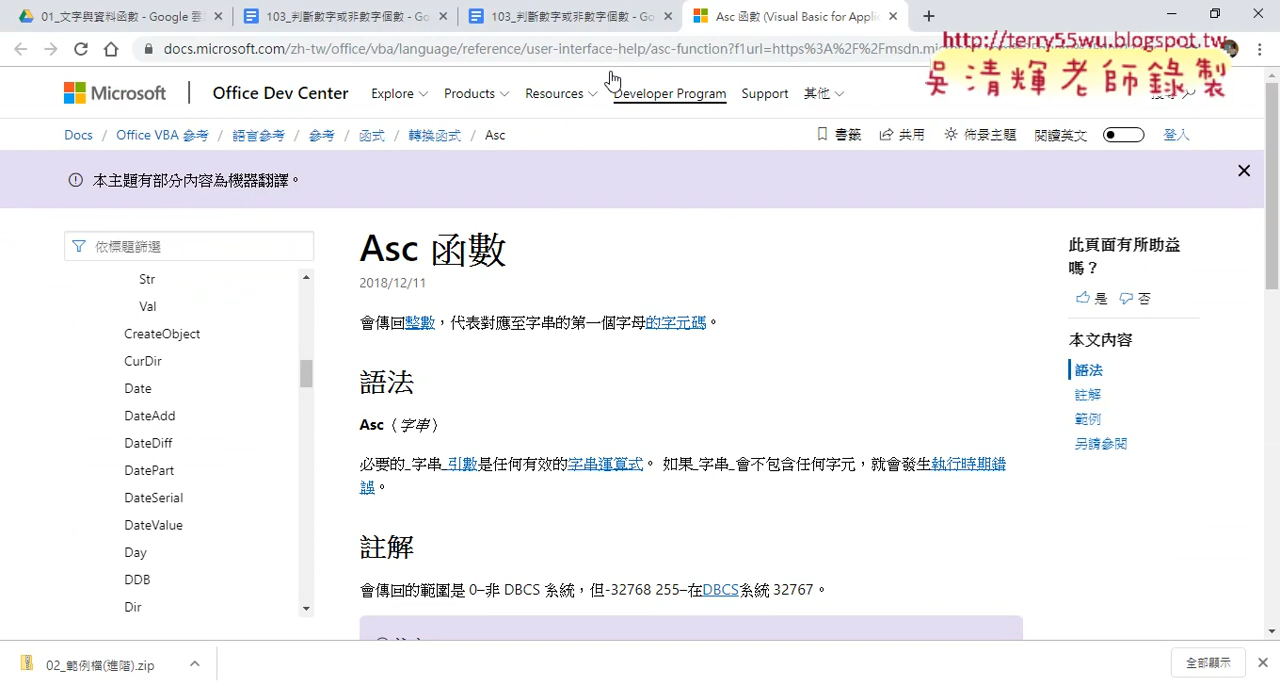 01_文字與資料函數 - Google 雲
103_判斷數字或非數字個數 - Go
103_判斷數字或非數字個數 - Go
Asc 函數 (Visual Basic for Appli
docs.microsoft.com/zh-tw/office/vba/language/reference/user-interface-help/asc-function?f1url=https%3A%2F%2Fmsdn.mi
http://terry55wu.blogspot.tw
吳清輝老師錄製
Microsoft
Office Dev Cent
Explore
Resources
Developer Program
Support
其他
Docs / Office VBA 參考 / 語言參考 / 參考 / 函式 / 轉換函式 / Asc
書籤
共用
佈景主題
閱讀英文
登入
本主題有部分內容為機器翻譯。
依標題篩選
Str
Val
CreateObject
CurDir
Date
DateAdd
DateDiff
DatePart
DateSerial
DateValue
Day
DDB
Dir
Asc 函數
2018/12/11
會傳回整數，代表對應至字串的第一個字母的字元碼。
語法
Asc（字串）
必要的_字串_引數是任何有效的字串運算式。 如果_字串_會不包含任何字元，就會發生執行時期錯
誤。
註解
會傳回的範圍是 0–非 DBCS 系統，但-32768 255–在DBCS系統 32767。
此頁面有所助益
嗎？
是 否
本文內容
語法
註解
範例
另請參閱
02_範例檔(進階).zip
全部顯示